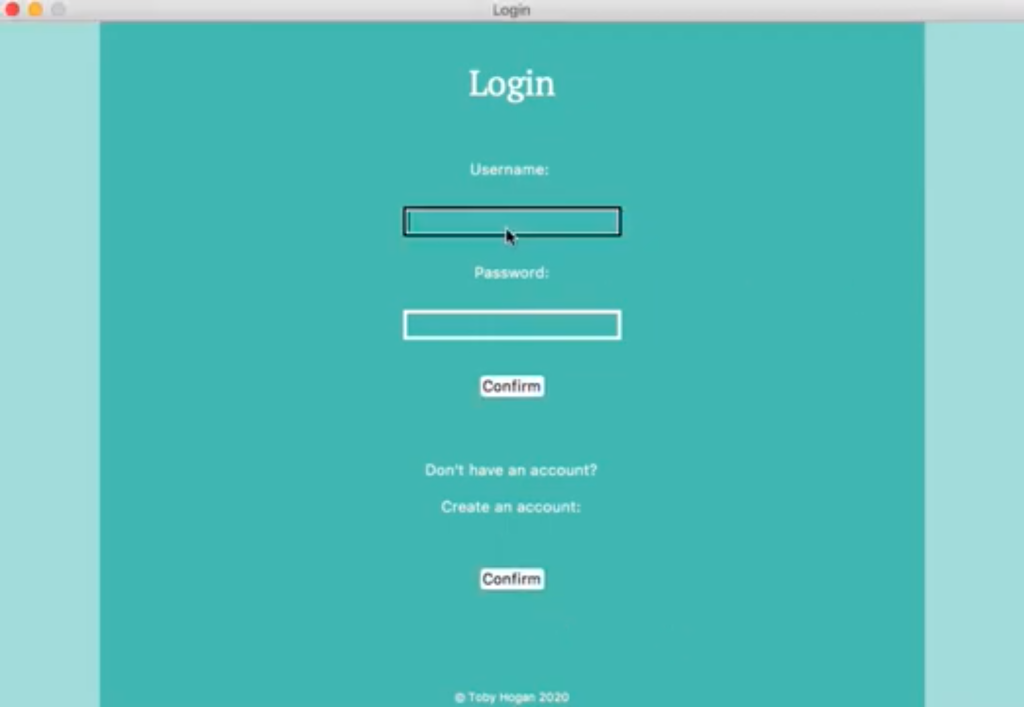 Login
Login
Username:
Password:
Confirm
Don't have an account?
Create an account:
Confirm
© Toby Hogan 2020